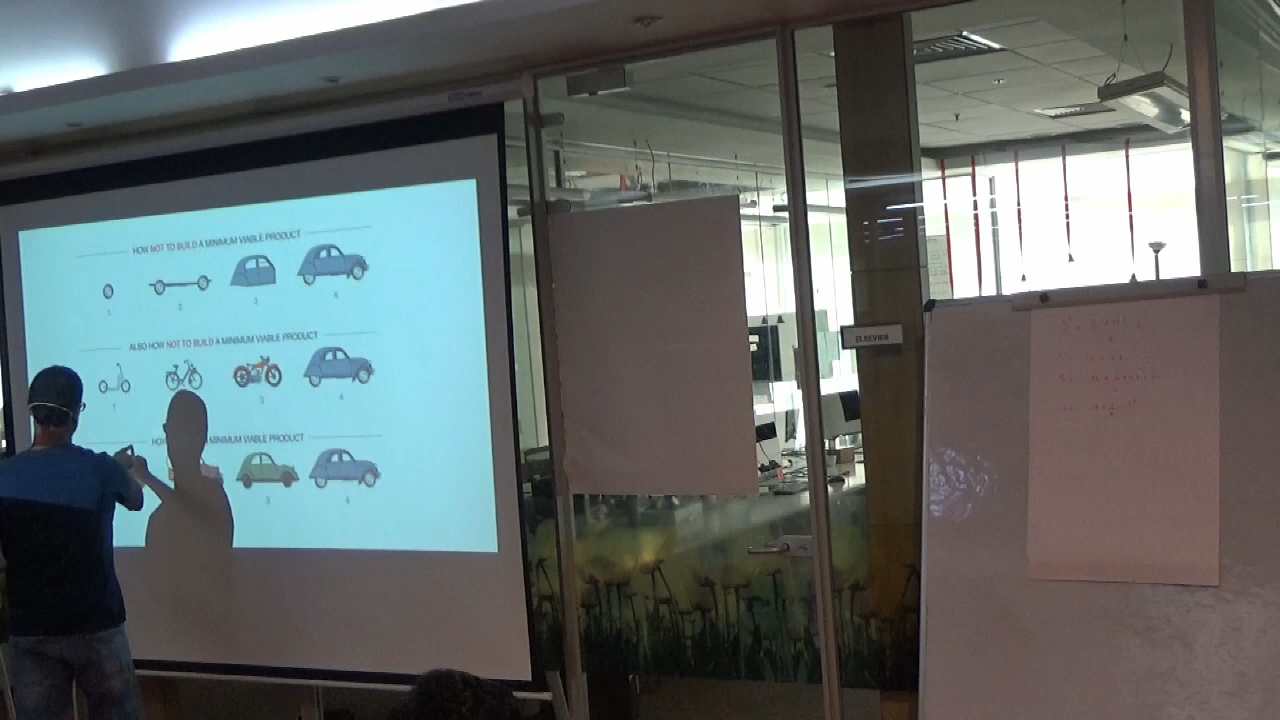 HOW NOT TO BUILD A MINIMUM VIABLE PRODUCT
1
2
3
4
ALSO HOW NOT TO BUILD A MINIMUM VIABLE PRODUCT
1
2
3
4
HOW MINIMUM VIABLE PRODUCT
3
4
ELSEVIER